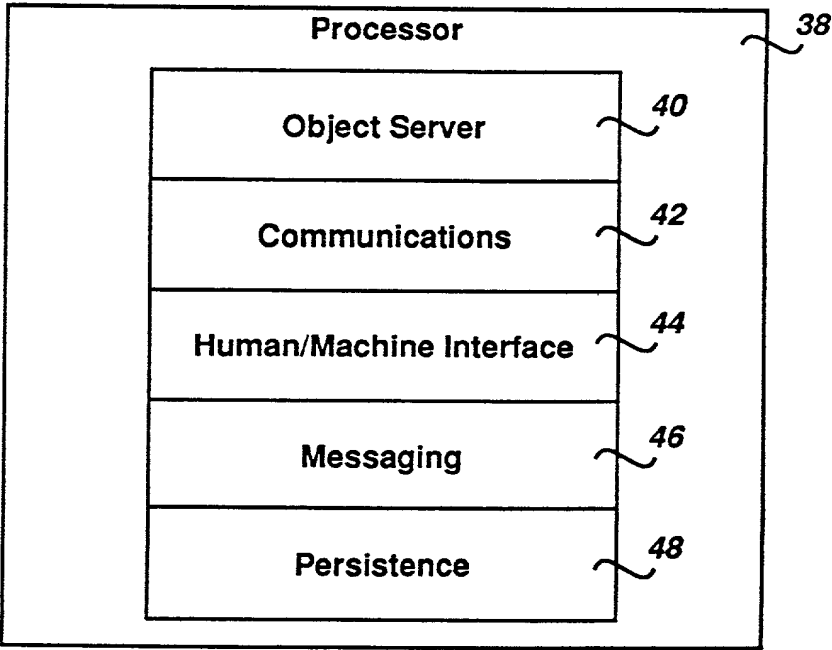 Processor 38
Object Server 40
Communications 42
Human/Machine Interface 44
Messaging 46
Persistence 48